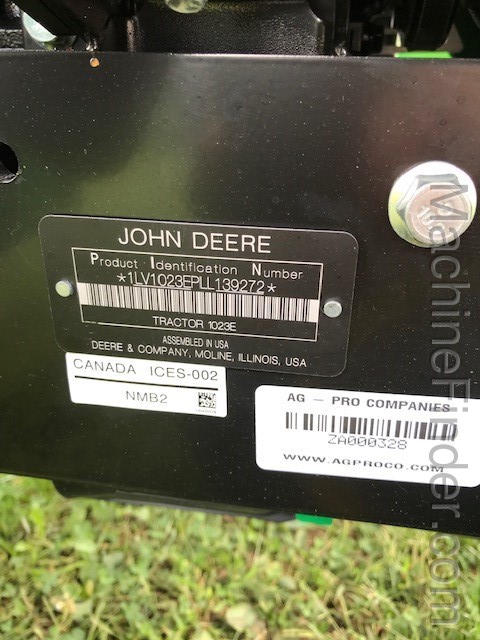 JOHN DEERE
Product Identification Number
*1LV1023EPLL139272*
TRACTOR 1023E
ASSEMBLED IN USA
DEERE & COMPANY, MOLINE, ILLINOIS, USA
CANADA ICES-002
NMB2
AG - PRO COMPANIES
ZA000328
WWW.AGPROCO.COM
MachineFinder.com